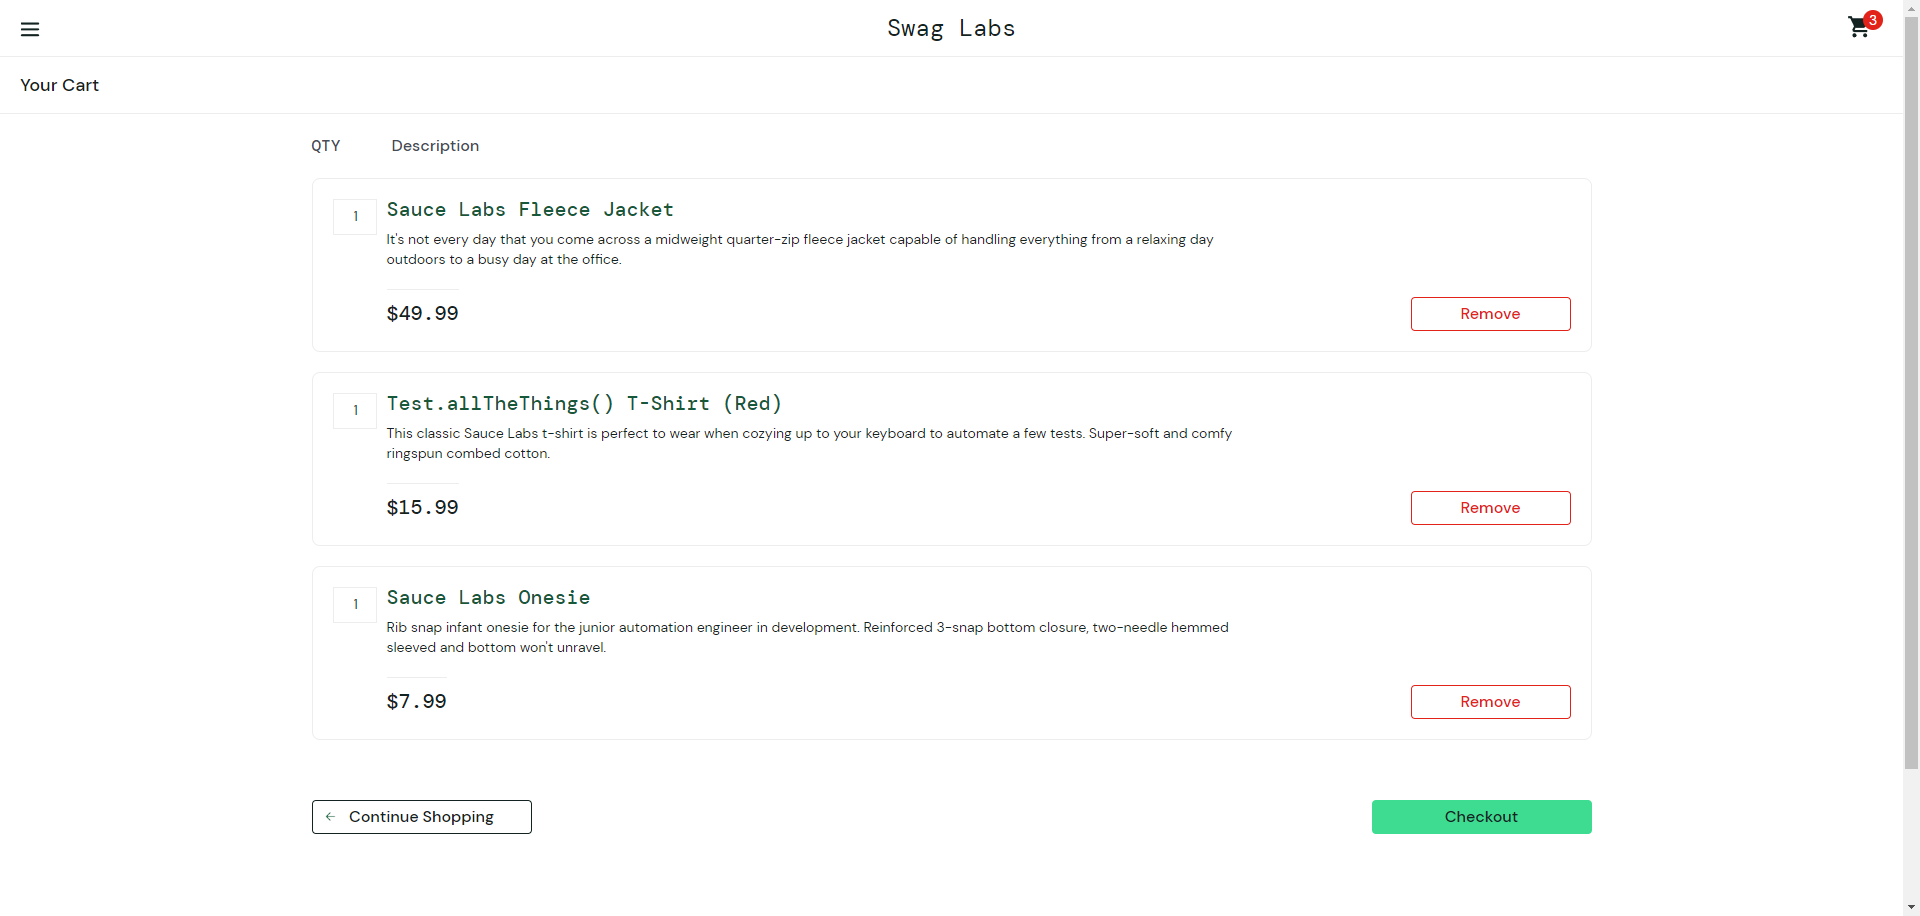 Swag Labs
3
Your Cart
QTY Description
1 Sauce Labs Fleece Jacket
It's not every day that you come across a midweight quarter-zip fleece jacket capable of handling everything from a relaxing day
outdoors to a busy day at the office.
$49.99 Remove
1 Test.allTheThings() T-Shirt (Red)
This classic Sauce Labs t-shirt is perfect to wear when cozying up to your keyboard to automate a few tests. Super-soft and comfy
ringspun combed cotton.
$15.99 Remove
1 Sauce Labs Onesie
Rib snap infant onesie for the junior automation engineer in development. Reinforced 3-snap bottom closure, two-needle hemmed
sleeved and bottom won't unravel.
$7.99 Remove
Continue Shopping Checkout